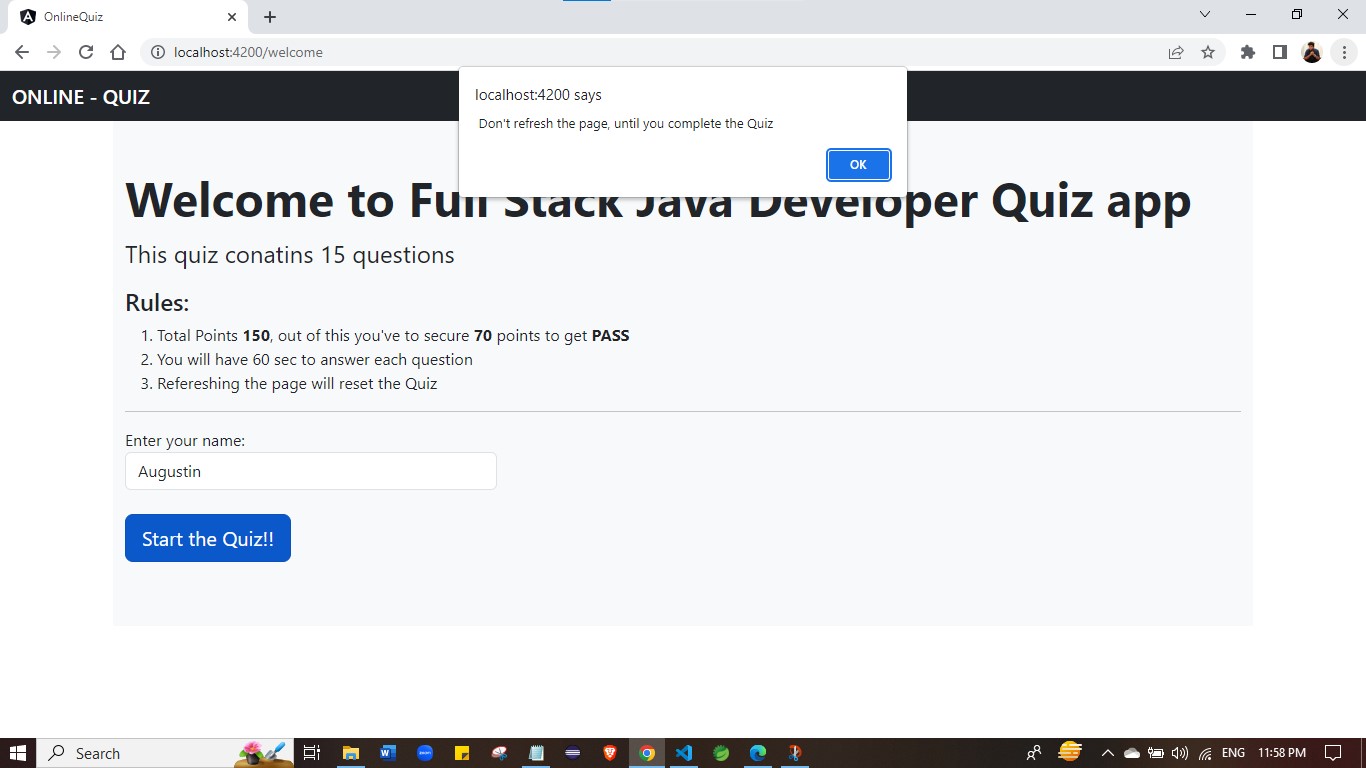 OnlineQuiz
localhost:4200/welcome
ONLINE - QUIZ
localhost:4200 says
Don't refresh the page, until you complete the Quiz
OK
Welcome to Full Stack Java Developer Quiz app
This quiz conatins 15 questions
Rules:
1. Total Points 150, out of this you've to secure 70 points to get PASS
2. You will have 60 sec to answer each question
3. Refereshing the page will reset the Quiz
Enter your name:
Augustin
Start the Quiz!!
Search
ENG
11:58 PM